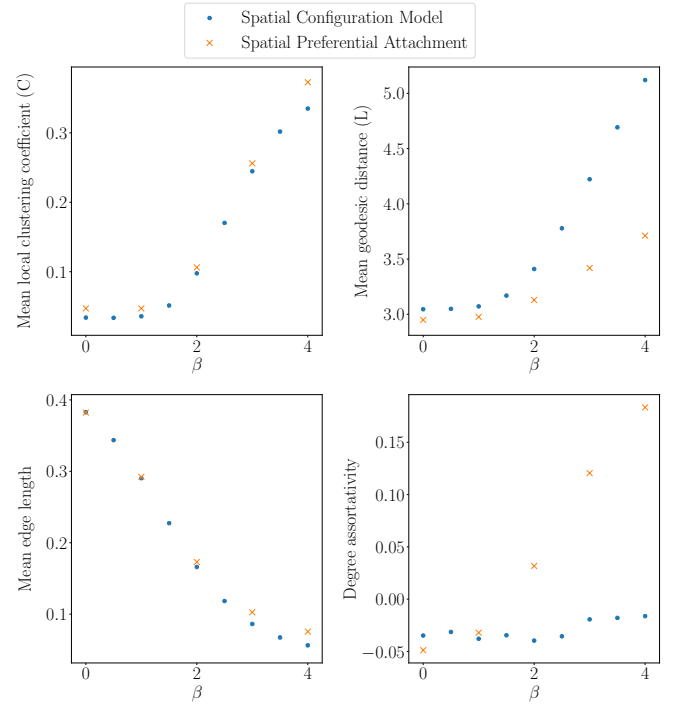 Spatial Configuration Model
Spatial Preferential Attachment
Mean local clustering coefficient (C)
0.3
0.2
0.1
0 2 4
β
Mean geodesic distance (L)
5.0
4.5
4.0
3.5
3.0
0 2 4
β
Mean edge length
0.4
0.3
0.2
0.1
0 2 4
β
Degree assortativity
0.15
0.10
0.05
0.00
−0.05
0 2 4
β